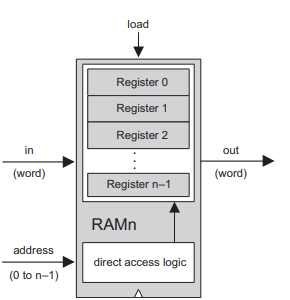 load
Register 0
Register 1
Register 2
in
(word)
out
(word)
Register n–1
RAMn
address
(0 to n–1)
direct access logic